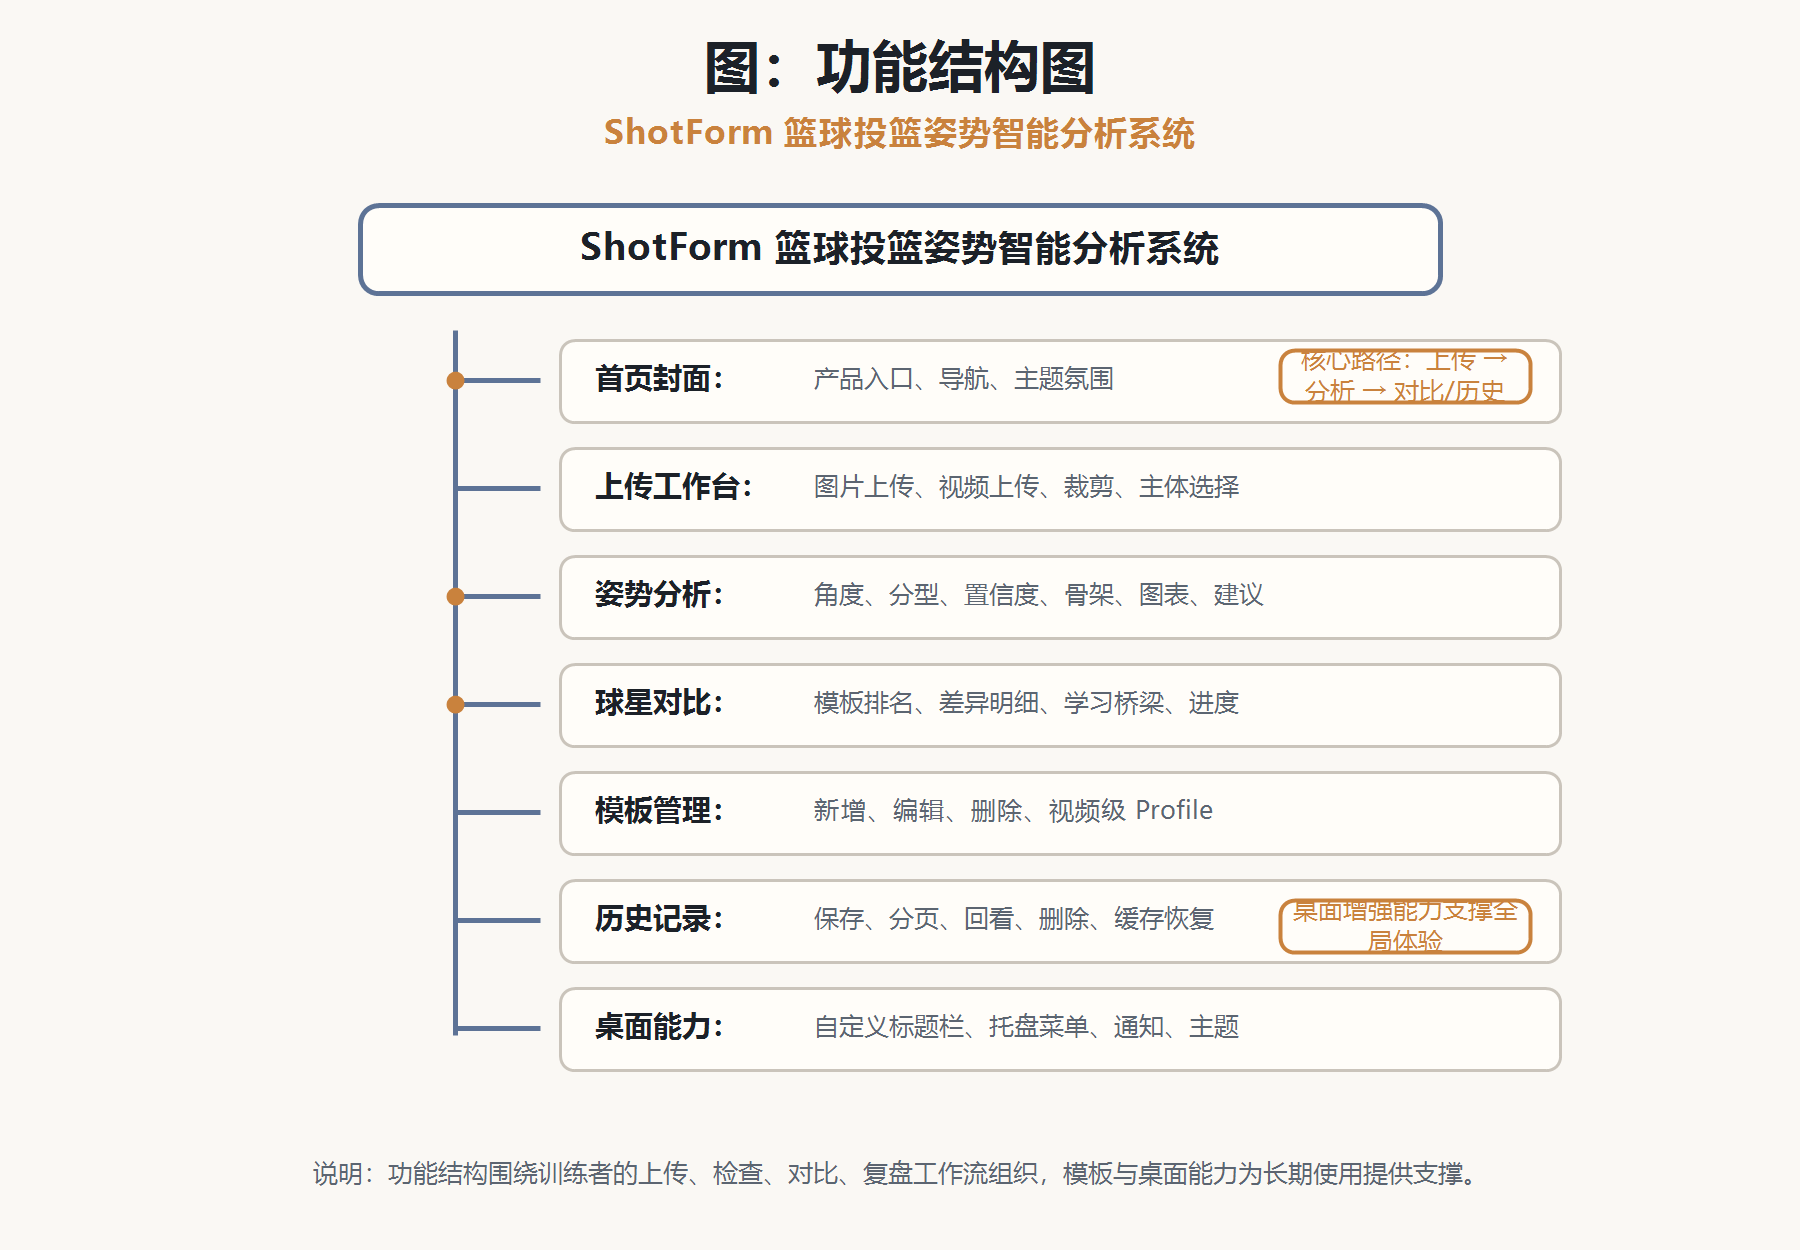 图：功能结构图
ShotForm 篮球投篮姿势智能分析系统
ShotForm 篮球投篮姿势智能分析系统
首页封面：
产品入口、导航、主题氛围
核心路径：上传 →
分析 → 对比/历史
上传工作台：
图片上传、视频上传、裁剪、主体选择
姿势分析：
角度、分型、置信度、骨架、图表、建议
球星对比：
模板排名、差异明细、学习桥梁、进度
模板管理：
新增、编辑、删除、视频级 Profile
历史记录：
保存、分页、回看、删除、缓存恢复
桌面增强能力支撑全
局体验
桌面能力：
自定义标题栏、托盘菜单、通知、主题
说明：功能结构围绕训练者的上传、检查、对比、复盘工作流组织，模板与桌面能力为长期使用提供支撑。